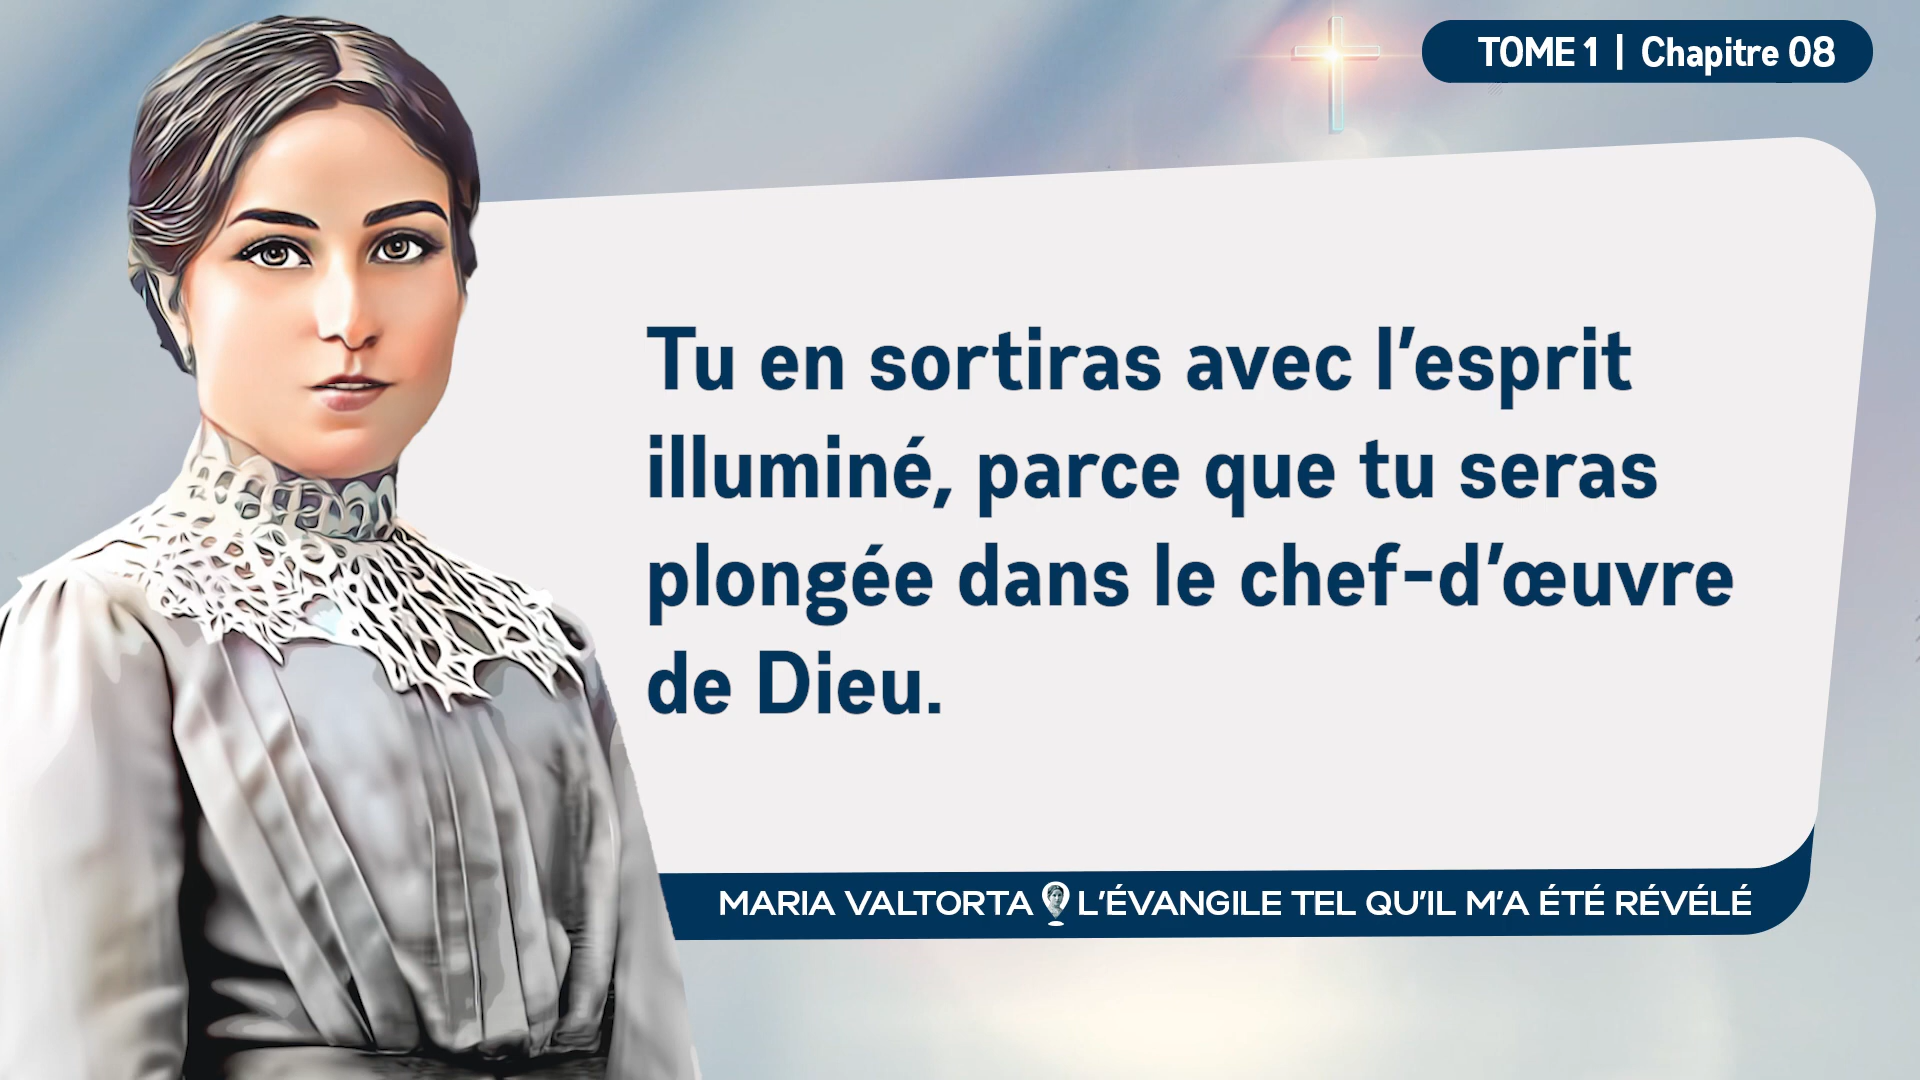 TOME 1 | Chapitre 08
Tu en sortiras avec l'esprit
illuminé, parce que tu seras
plongée dans le chef-d'œuvre
de Dieu.
MARIA VALTORTA L'ÉVANGILE TEL QU'IL M'A ÉTÉ RÉVÉLÉ